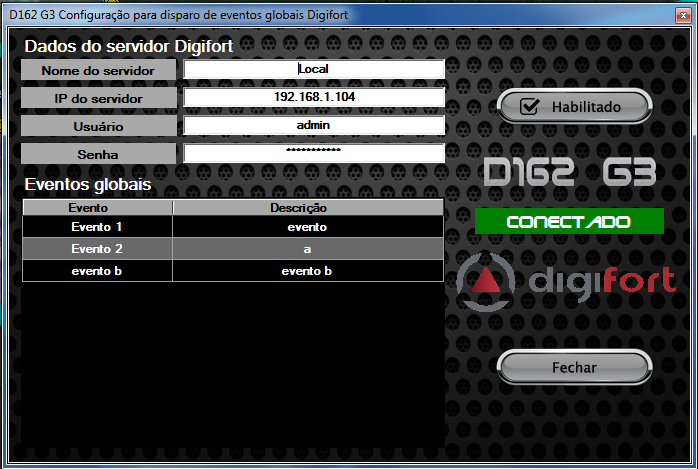 D162 G3 Configuração para disparo de eventos globais Digifort
Dados do servidor Digifort
Nome do servidor Local
IP do servidor 192.168.1.104
Usuário admin
Senha ***********
Habilitado
D162 G3
CONECTADO
digifort
Eventos globais
Evento Descrição
Evento 1 evento
Evento 2 a
evento b evento b
Fechar